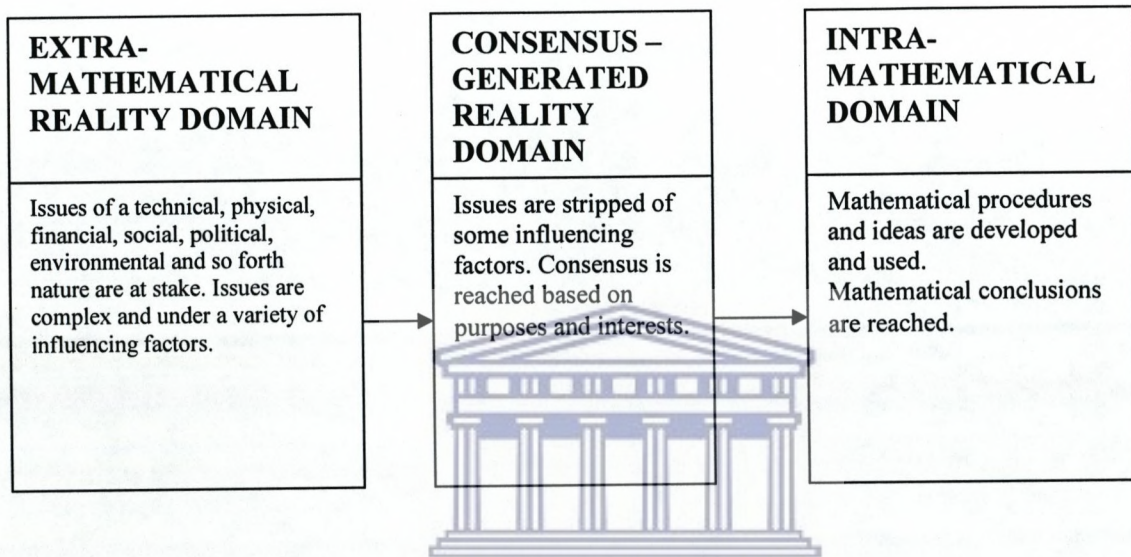 EXTRA-
MATHEMATICAL
REALITY DOMAIN
Issues of a technical, physical,
financial, social, political,
environmental and so forth
nature are at stake. Issues are
complex and under a variety of
influencing factors.
CONSENSUS –
GENERATED
REALITY
DOMAIN
Issues are stripped of
some influencing
factors. Consensus is
reached based on
purposes and interests.
INTRA-
MATHEMATICAL
DOMAIN
Mathematical procedures
and ideas are developed
and used.
Mathematical conclusions
are reached.